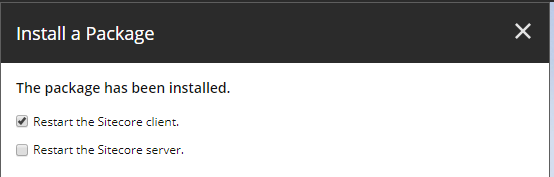 Install a Package
The package has been installed.
Restart the Sitecore client.
Restart the Sitecore server.